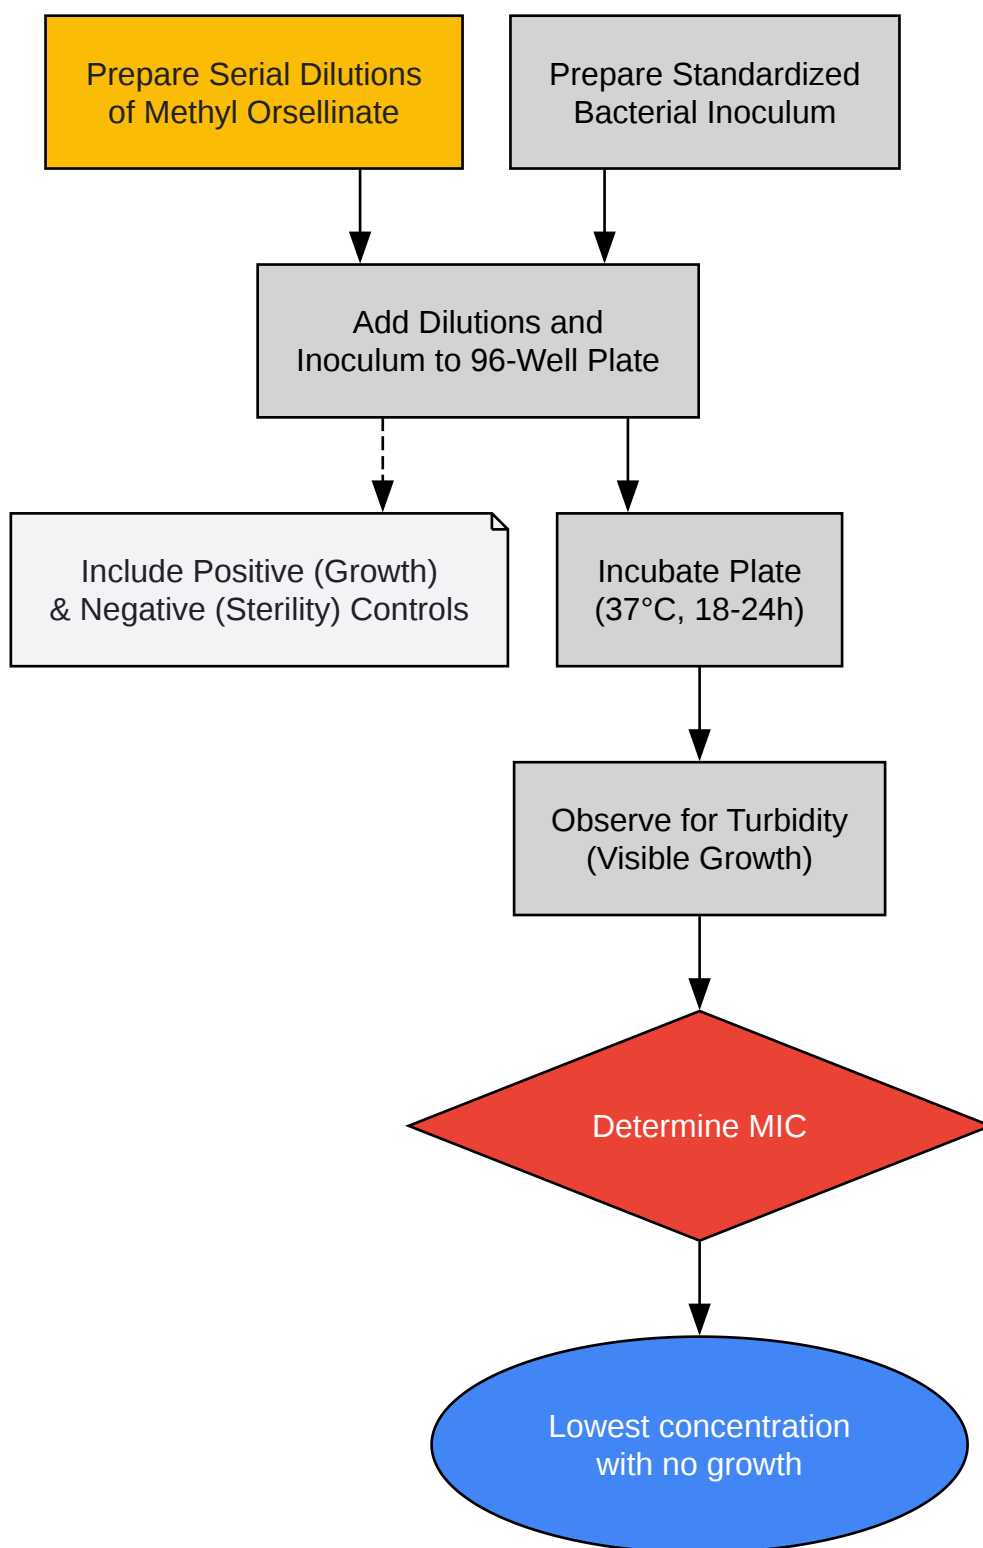 Prepare Serial Dilutions
of Methyl Orsellinate
Prepare Standardized
Bacterial Inoculum
Add Dilutions and
Inoculum to 96-Well Plate
Include Positive (Growth)
& Negative (Sterility) Controls
Incubate Plate
(37°C, 18-24h)
Observe for Turbidity
(Visible Growth)
Determine MIC
Lowest concentration
with no growth